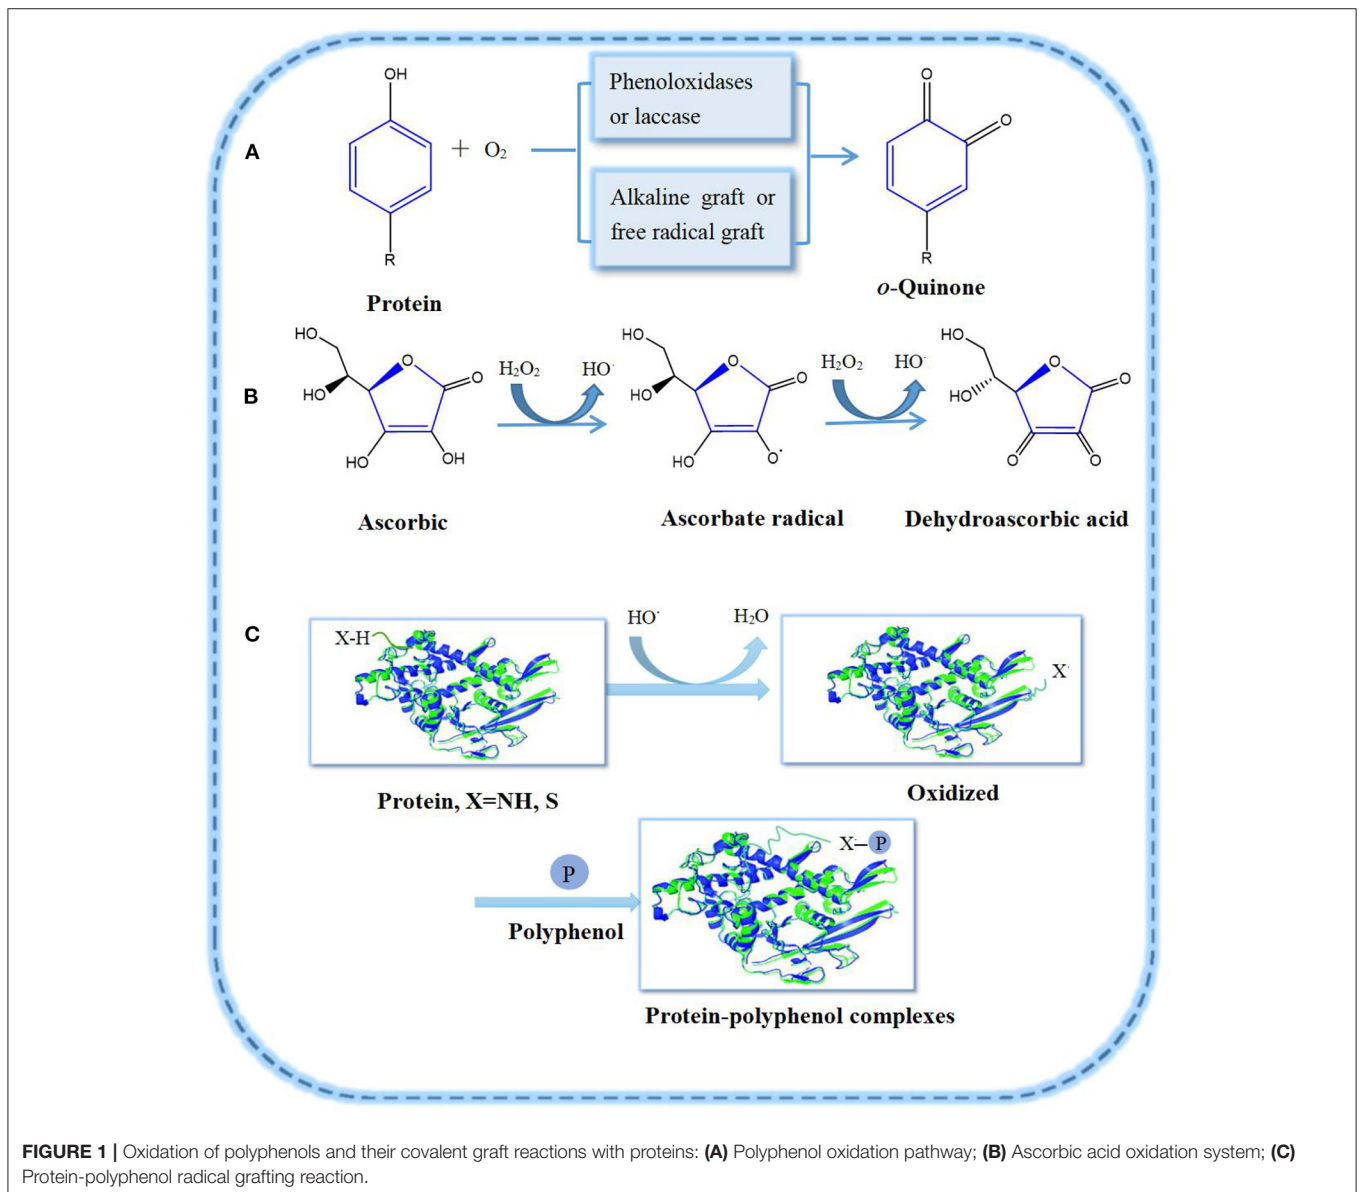 OH
A
+ O₂
R
Protein
Phenoloxidases
or laccase
Alkaline graft or
free radical graft
O
O
R
o-Quinone
B
HO
HO
O
O
HO
OH
Ascorbic
H₂O₂ HO·
HO
HO
O
O
HO
O·
Ascorbate radical
H₂O₂ HO·
HO
HO
O
O
O
O
Dehydroascorbic acid
C
X-H
Protein, X=NH, S
HO· H₂O
X·
Oxidized
P
Polyphenol
X–P
Protein-polyphenol complexes
FIGURE 1 | Oxidation of polyphenols and their covalent graft reactions with proteins: (A) Polyphenol oxidation pathway; (B) Ascorbic acid oxidation system; (C)
Protein-polyphenol radical grafting reaction.